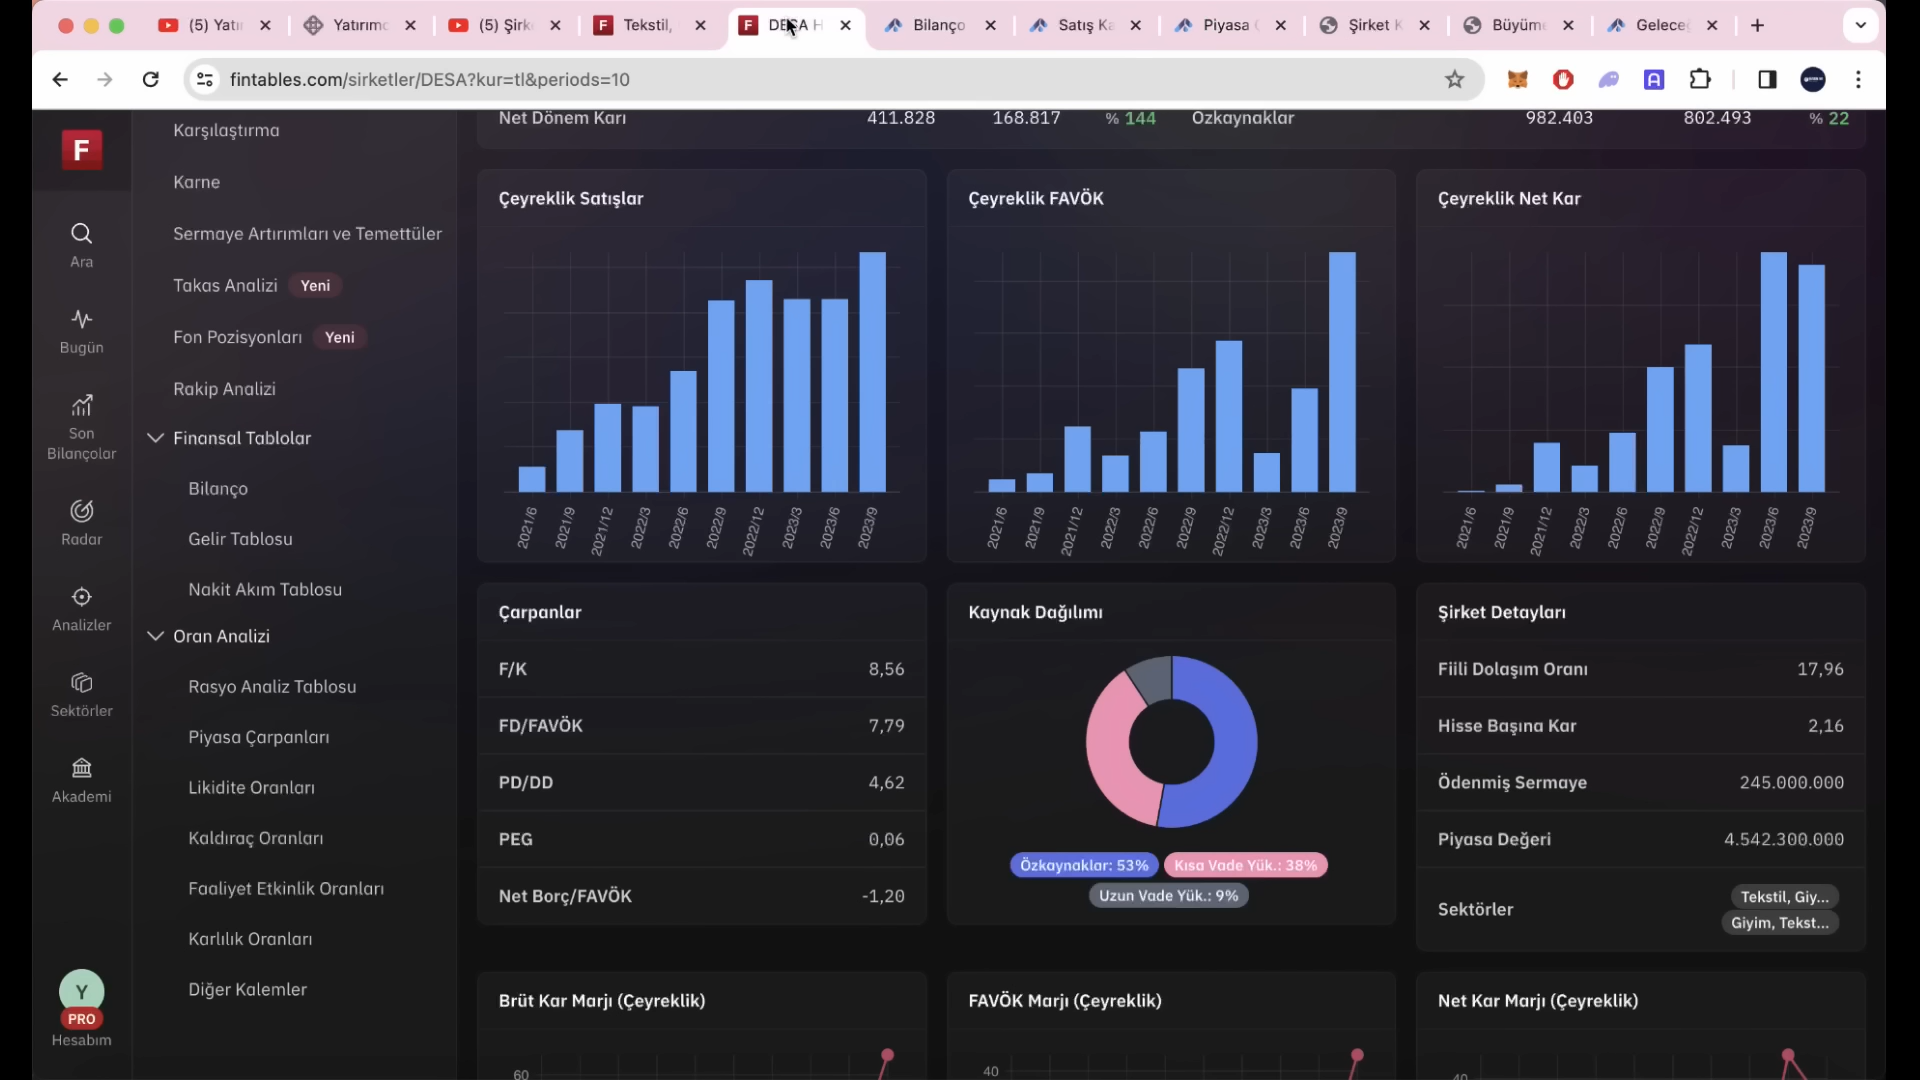 (5) Yatır
Yatırımc
(5) Şirk
Tekstil,
DESA H
Bilanço
Satış Ka
Piyasa
Şirket K
Büyüm
Gelece
fintables.com/sirketler/DESA?kur=tl&periods=10
F
Ara
Bugün
Son
Bilançolar
Radar
Analizler
Sektörler
Akademi
Y
PRO
Hesabım
Karşılaştırma
Karne
Sermaye Artırımları ve Temettüler
Takas Analizi Yeni
Fon Pozisyonları Yeni
Rakip Analizi
Finansal Tablolar
Bilanço
Gelir Tablosu
Nakit Akım Tablosu
Oran Analizi
Rasyo Analiz Tablosu
Piyasa Çarpanları
Likidite Oranları
Kaldıraç Oranları
Faaliyet Etkinlik Oranları
Karlılık Oranları
Diğer Kalemler
Net Dönem Karı 411.828 168.817 % 144
Özkaynaklar 982.403 802.493 % 22
Çeyreklik Satışlar
2021/6 2021/9 2021/12 2022/3 2022/6 2022/9 2022/12 2023/3 2023/6 2023/9
Çeyreklik FAVÖK
2021/6 2021/9 2021/12 2022/3 2022/6 2022/9 2022/12 2023/3 2023/6 2023/9
Çeyreklik Net Kar
2021/6 2021/9 2021/12 2022/3 2022/6 2022/9 2022/12 2023/3 2023/6 2023/9
Çarpanlar
F/K 8,56
FD/FAVÖK 7,79
PD/DD 4,62
PEG 0,06
Net Borç/FAVÖK -1,20
Kaynak Dağılımı
Özkaynaklar: 53% Kısa Vade Yük.: 38%
Uzun Vade Yük.: 9%
Şirket Detayları
Fiili Dolaşım Oranı 17,96
Hisse Başına Kar 2,16
Ödenmiş Sermaye 245.000.000
Piyasa Değeri 4.542.300.000
Sektörler Tekstil, Giy...
Giyim, Tekst...
Brüt Kar Marjı (Çeyreklik)
60
FAVÖK Marjı (Çeyreklik)
40
Net Kar Marjı (Çeyreklik)
40